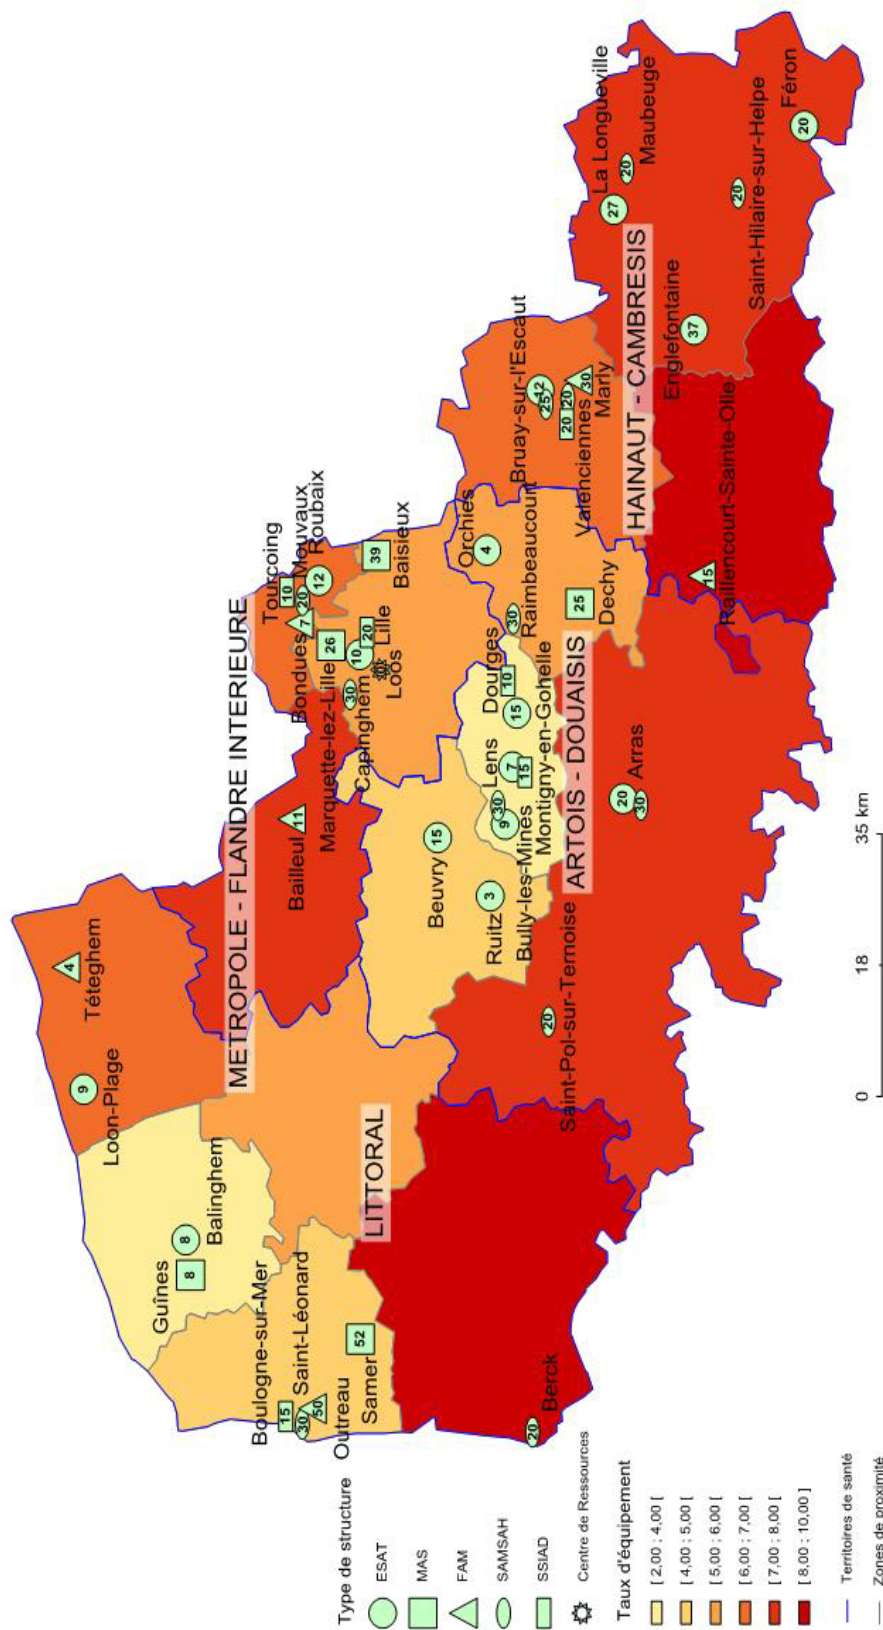 METROPOLE - FLANDRE INTERIEURE
LITTORAL
ARTOIS - DOUAISIS
HAINAUT - CAMBRESIS
Loon-Plage
9
Téteghem
4
Guînes
8
Balinghem
8
Boulogne-sur-Mer
15
Saint-Léonard
30
Outreau
50
Samer
52
Berck
20
Bailleul
11
Tourcoing
10
Mouvaux
20
Roubaix
12
Bondues
7
Marquette-lez-Lille
26
Capinghem
30
Lille
10
20
Loos
Baisieux
39
Beuvry
15
Ruitz
3
Bully-les-Mines
9
Lens
30
7
15
Montigny-en-Gohelle
15
Dourges
10
Orchies
4
Raimbeaucourt
30
Dechy
25
Saint-Pol-sur-Ternoise
20
Arras
20
30
Bruay-sur-l'Escaut
12
25
Valenciennes
20
20
Marly
30
Raillencourt-Sainte-Olle
15
Englefontaine
37
La Longueville
27
Maubeuge
20
Saint-Hilaire-sur-Helpe
20
Féron
20
Type de structure
ESAT
MAS
FAM
SAMSAH
SSIAD
Centre de Ressources
Taux d'équipement
[ 2,00 ; 4,00 [
[ 4,00 ; 5,00 [
[ 5,00 ; 6,00 [
[ 6,00 ; 7,00 [
[ 7,00 ; 8,00 [
[ 8,00 ; 10,00 ]
Territoires de santé
Zones de proximité
0 18 35 km